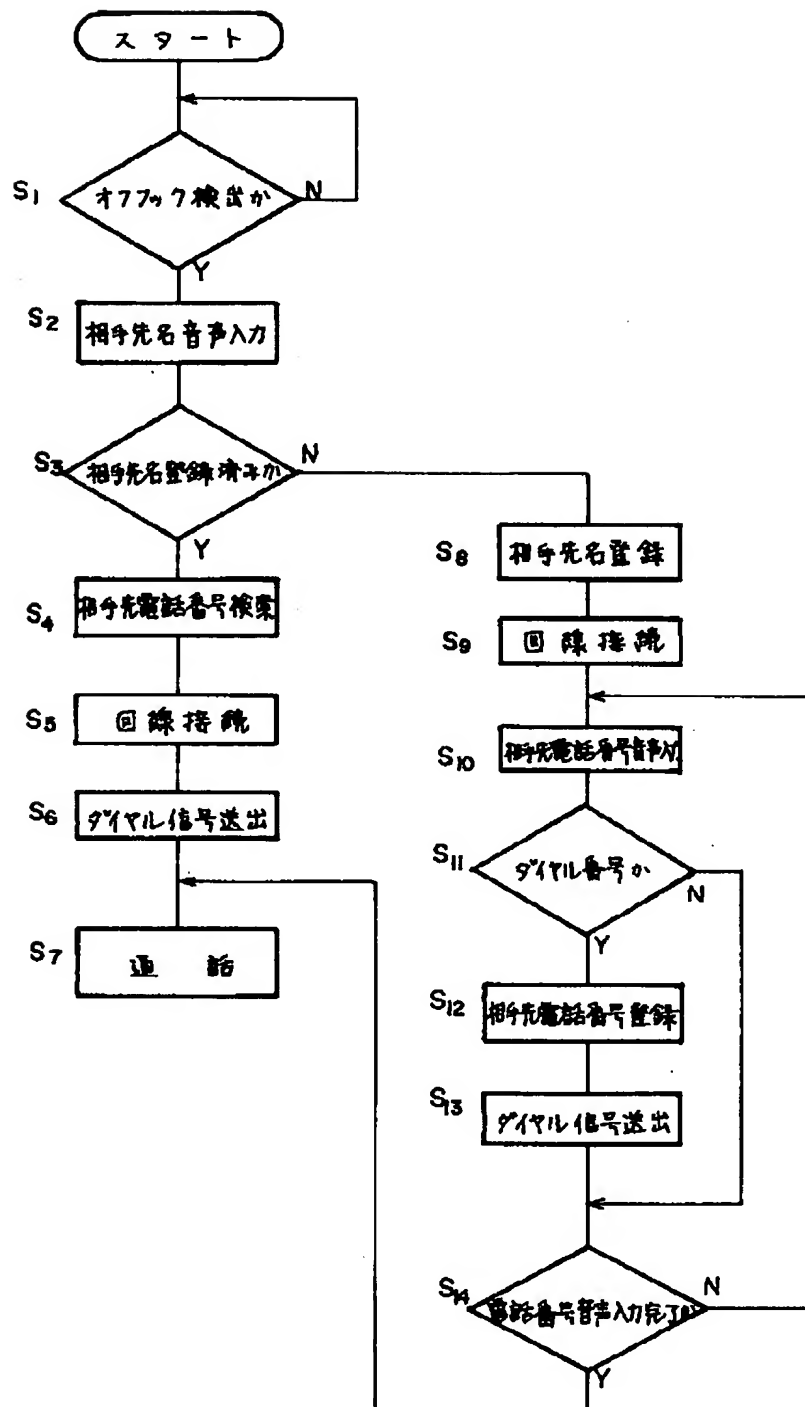 スタート
S1 オフフック検出か N
Y
S2 相手先名音声入力
S3 相手先名登録済みか N
Y
S4 相手先電話番号検索
S5 回線接続
S6 ダイヤル信号送出
S7 通話
S8 相手先名登録
S9 回線接続
S10 相手先電話番号音声入力
S11 ダイヤル番号か N
Y
S12 相手先電話番号登録
S13 ダイヤル信号送出
S14 電話番号音声入力完了か N
Y